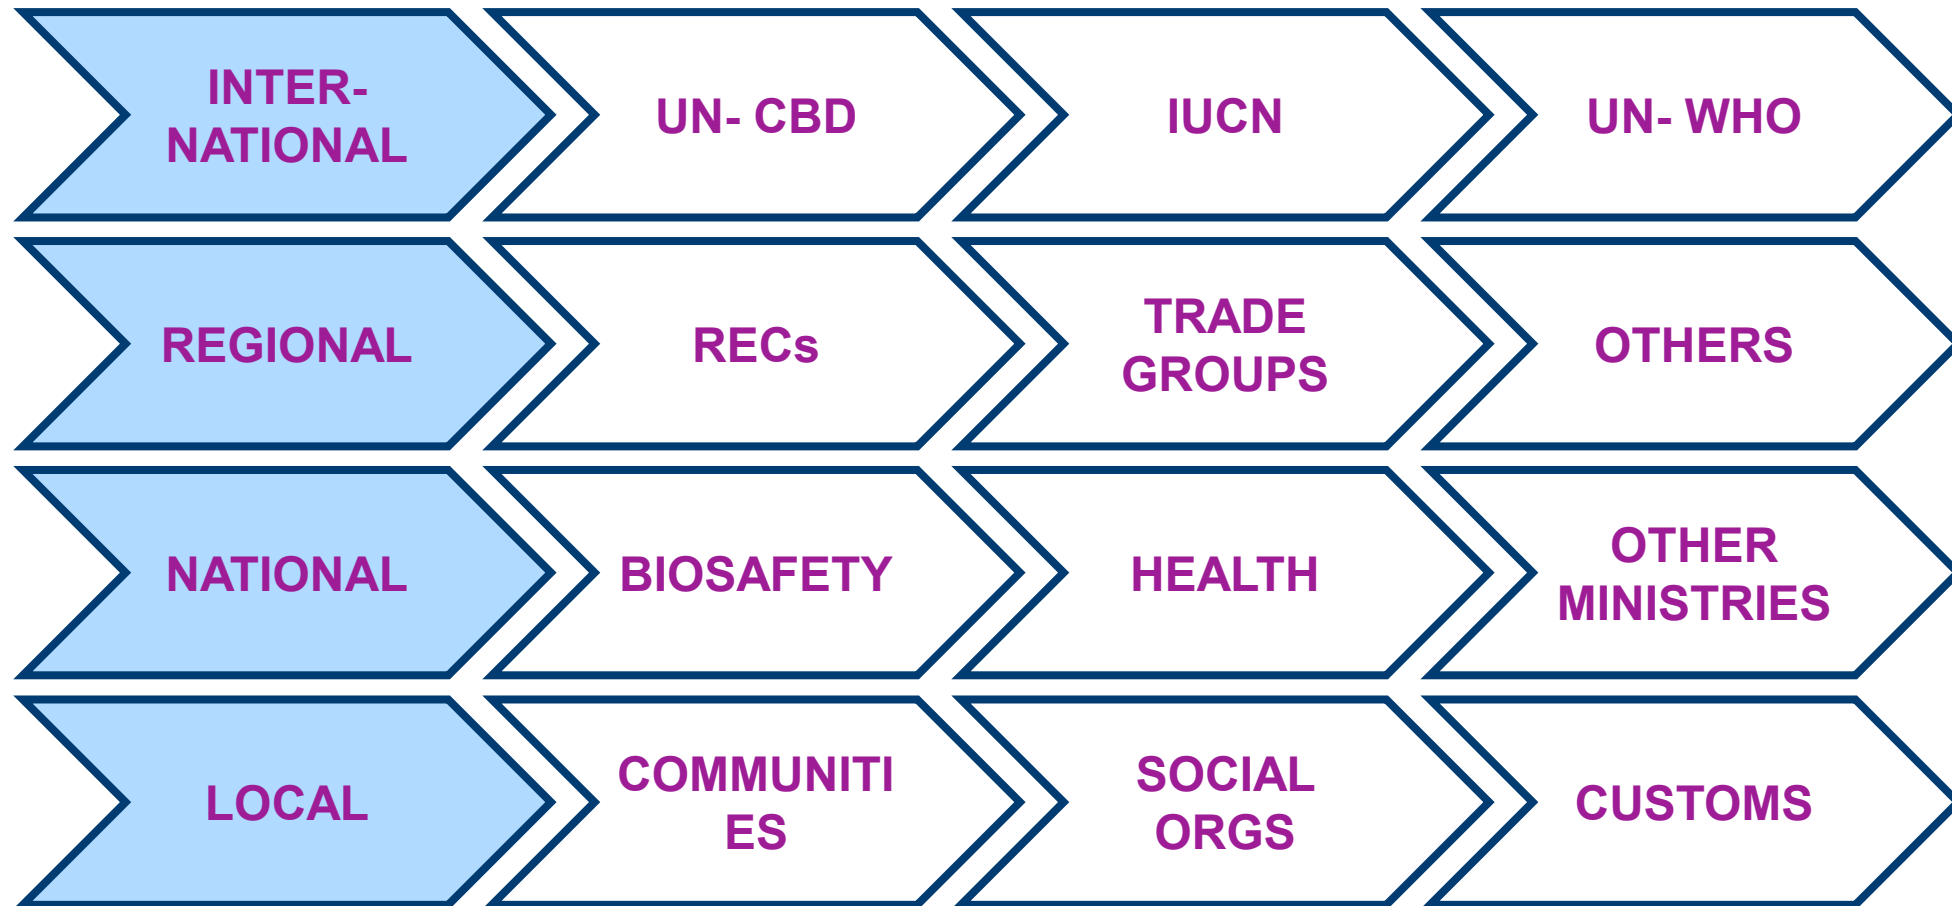 INTER-
NATIONAL
UN- CBD
IUCN
UN- WHO
REGIONAL
RECs
TRADE
GROUPS
OTHERS
NATIONAL
BIOSAFETY
HEALTH
OTHER
MINISTRIES
LOCAL
COMMUNITI
ES
SOCIAL
ORGS
CUSTOMS